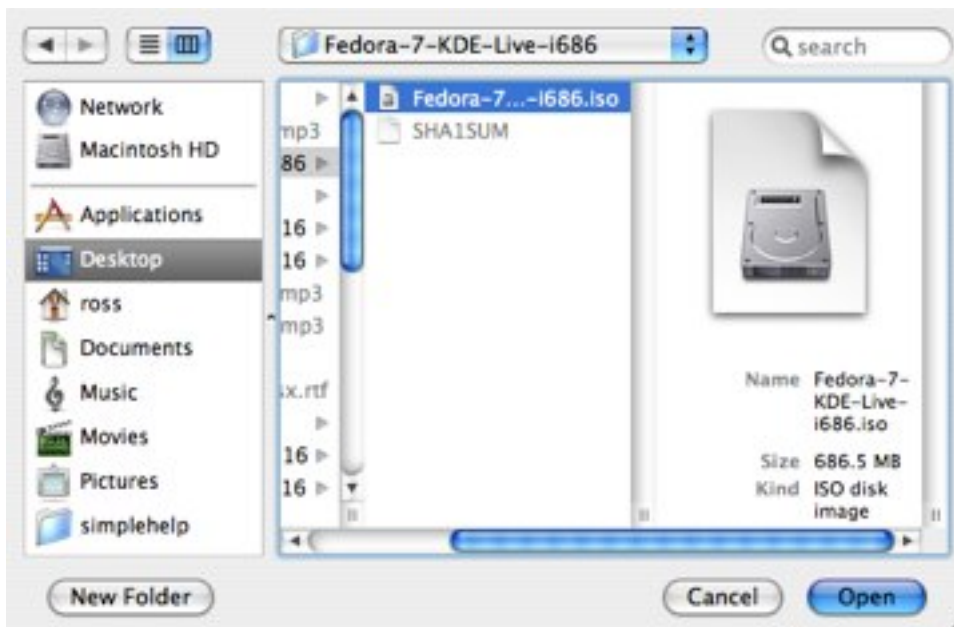 Fedora-7-KDE-Live-i686
search
Network
Macintosh HD
Applications
Desktop
ross
Documents
Music
Movies
Pictures
simplehelp
mp3
86
16
16
mp3
mp3
sx.rtf
16
16
Fedora-7...-i686.iso
SHA1SUM
Name Fedora-7-
KDE-Live-
i686.iso
Size 686.5 MB
Kind ISO disk
image
New Folder
Cancel
Open